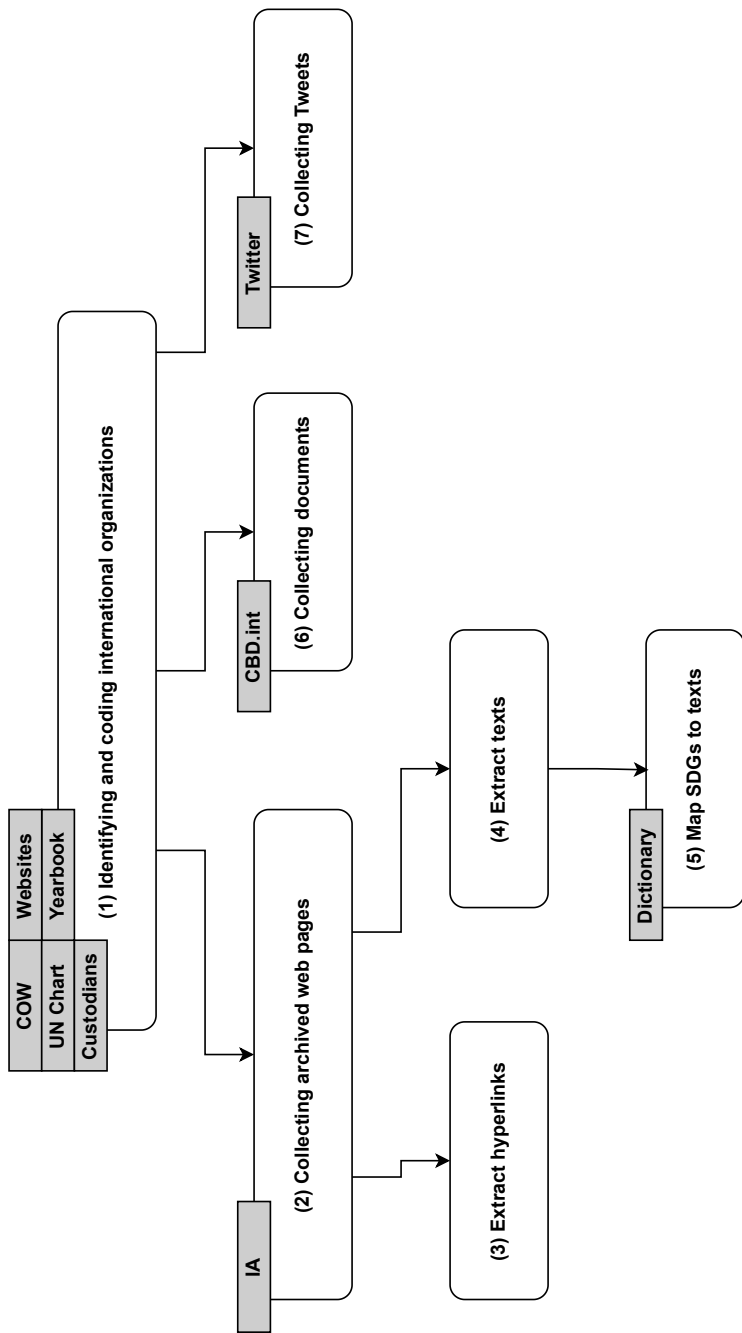 COW
Websites
UN Chart
Yearbook
Custodians
(1) Identifying and coding international organizations
IA
(2) Collecting archived web pages
CBD.int
(6) Collecting documents
Twitter
(7) Collecting Tweets
(3) Extract hyperlinks
(4) Extract texts
Dictionary
(5) Map SDGs to texts